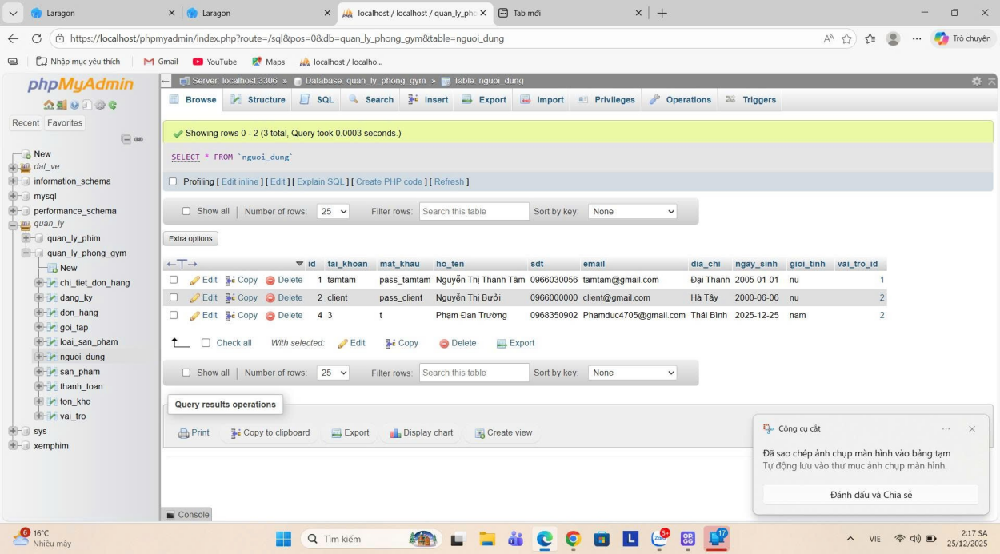 Laragon
Laragon
localhost / localhost / quan_ly_phc
Tab mới
https://localhost/phpmyadmin/index.php?route=/sql&pos=0&db=quan_ly_phong_gym&table=nguoi_dung
Trò chuyện
Nhập mục yêu thích
Gmail
YouTube
Maps
localhost / localho...
phpMyAdmin
Recent
Favorites
New
dat_ve
information_schema
mysql
performance_schema
quan_ly
quan_ly_phim
quan_ly_phong_gym
New
chi_tiet_don_hang
dang_ky
don_hang
goi_tap
loai_san_pham
nguoi_dung
san_pham
thanh_toan
ton_kho
vai_tro
sys
xemphim
Server: localhost:3306 » Database: quan_ly_phong_gym » Table: nguoi_dung
Browse Structure SQL Search Insert Export Import Privileges Operations Triggers
Showing rows 0 - 2 (3 total, Query took 0.0003 seconds.)
SELECT * FROM `nguoi_dung`
Profiling [ Edit inline ] [ Edit ] [ Explain SQL ] [ Create PHP code ] [ Refresh ]
Show all Number of rows: 25 Filter rows: Search this table Sort by key: None
Extra options
id tai_khoan mat_khau ho_ten sdt email dia_chi ngay_sinh gioi_tinh vai_tro_id
Edit Copy Delete 1 tamtam pass_tamtam Nguyễn Thị Thanh Tâm 0966030056 tamtam@gmail.com Đại Thanh 2005-01-01 nu 1
Edit Copy Delete 2 client pass_client Nguyễn Thị Bưởi 0966000000 client@gmail.com Hà Tây 2000-06-06 nu 2
Edit Copy Delete 4 3 t Phạm Đan Trường 0968350902 Phamduc4705@gmail.com Thái Bình 2025-12-25 nam 2
Check all With selected: Edit Copy Delete Export
Show all Number of rows: 25 Filter rows: Search this table Sort by key: None
Query results operations
Print Copy to clipboard Export Display chart Create view
Console
Công cụ cắt
Đã sao chép ảnh chụp màn hình vào bảng tạm
Tự động lưu vào thư mục ảnh chụp màn hình.
Đánh dấu và Chia sẻ
6
16°C
Nhiều mây
Tìm kiếm
L
Zalo
5+
OP
GG
17
VIE
2:17 SA
25/12/2025